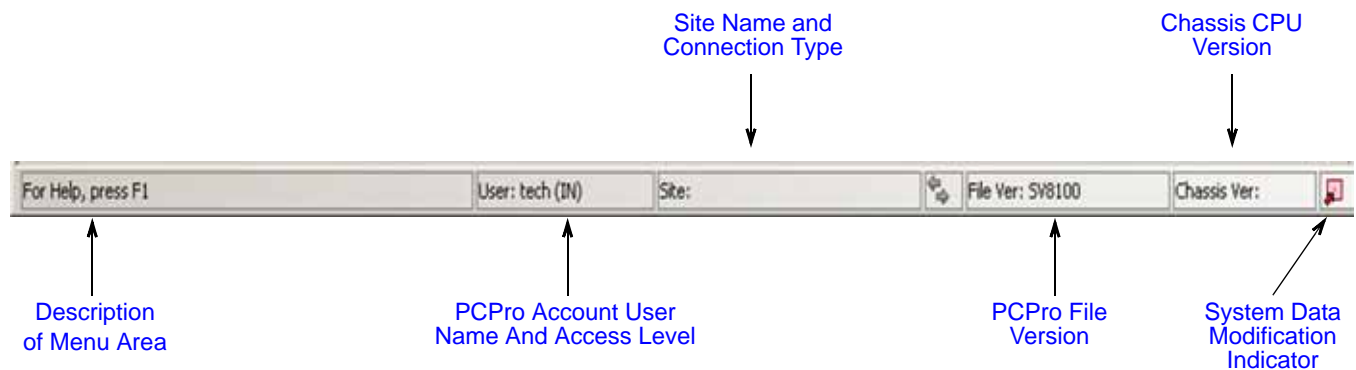 Site Name and
Connection Type
Chassis CPU
Version
For Help, press F1
User: tech (IN)
Site:
File Ver: SV8100
Chassis Ver:
Description
of Menu Area
PCPro Account User
Name And Access Level
PCPro File
Version
System Data
Modification
Indicator